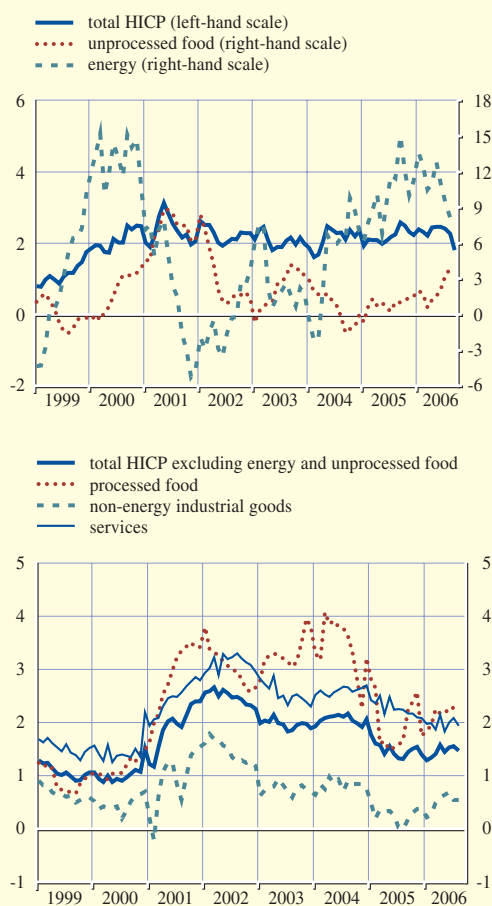 total HICP (left-hand scale)
unprocessed food (right-hand scale)
energy (right-hand scale)
6 18
15
4 12
9
2 6
3
0 0
-3
-2 -6
1999 2000 2001 2002 2003 2004 2005 2006
total HICP excluding energy and unprocessed food
processed food
non-energy industrial goods
services
5 5
4 4
3 3
2 2
1 1
0 0
-1 -1
1999 2000 2001 2002 2003 2004 2005 2006